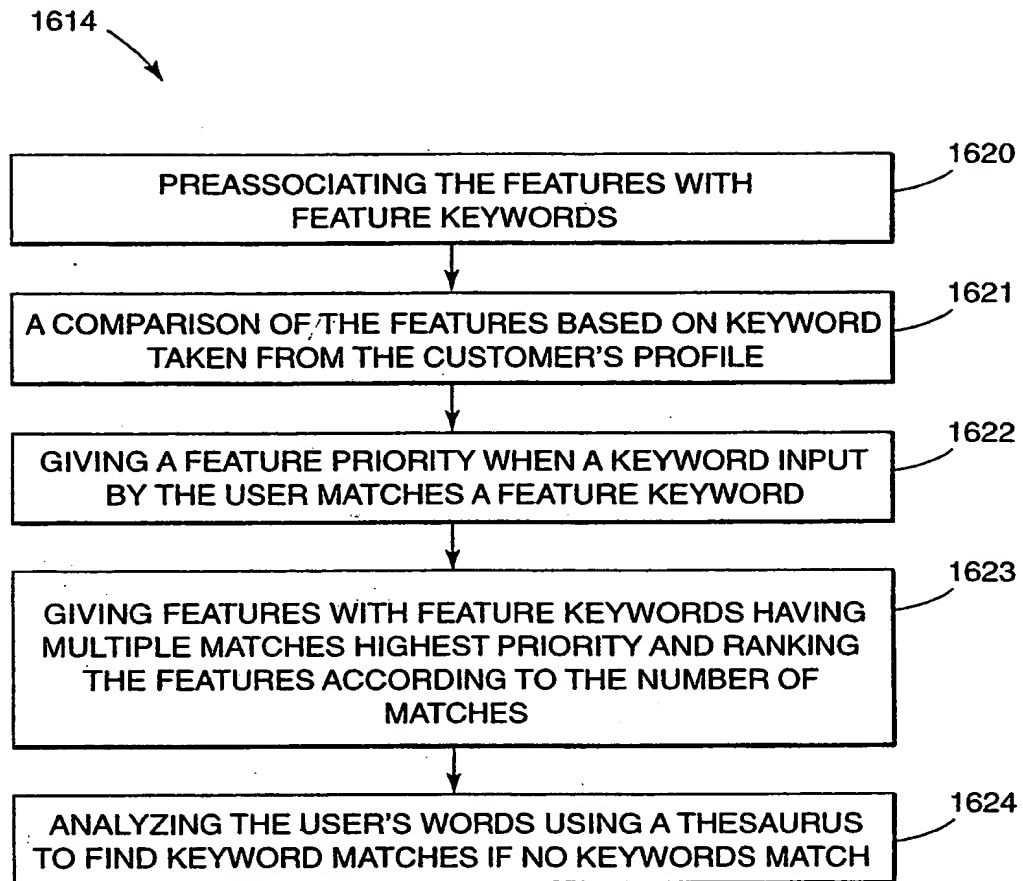 1614
1620
PREASSOCIATING THE FEATURES WITH
FEATURE KEYWORDS
1621
A COMPARISON OF THE FEATURES BASED ON KEYWORD
TAKEN FROM THE CUSTOMER'S PROFILE
1622
GIVING A FEATURE PRIORITY WHEN A KEYWORD INPUT
BY THE USER MATCHES A FEATURE KEYWORD
1623
GIVING FEATURES WITH FEATURE KEYWORDS HAVING
MULTIPLE MATCHES HIGHEST PRIORITY AND RANKING
THE FEATURES ACCORDING TO THE NUMBER OF
MATCHES
1624
ANALYZING THE USER'S WORDS USING A THESAURUS
TO FIND KEYWORD MATCHES IF NO KEYWORDS MATCH